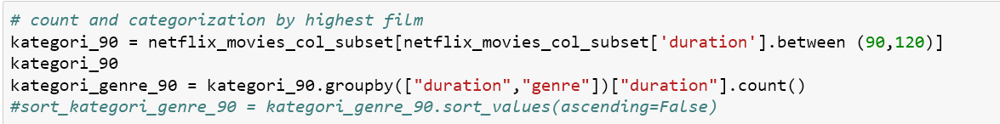 # count and categorization by highest film
kategori_90 = netflix_movies_col_subset[netflix_movies_col_subset['duration'].between (90,120)]
kategori_90
kategori_genre_90 = kategori_90.groupby(["duration","genre"])["duration"].count()
#sort_kategori_genre_90 = kategori_genre_90.sort_values(ascending=False)